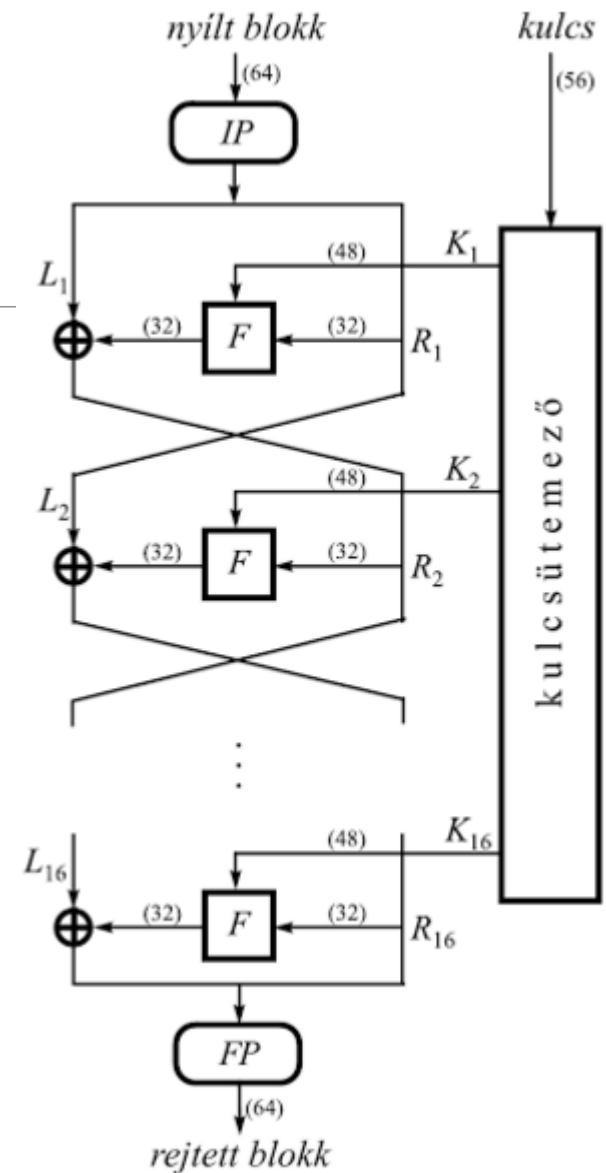 nyílt blokk
kulcs
(64)
(56)
IP
(48)
K₁
L₁
(32)
F
(32)
R₁
(48)
K₂
L₂
(32)
F
(32)
R₂
kulcsütemező
⋮
(48)
K₁₆
L₁₆
(32)
F
(32)
R₁₆
FP
(64)
rejtett blokk